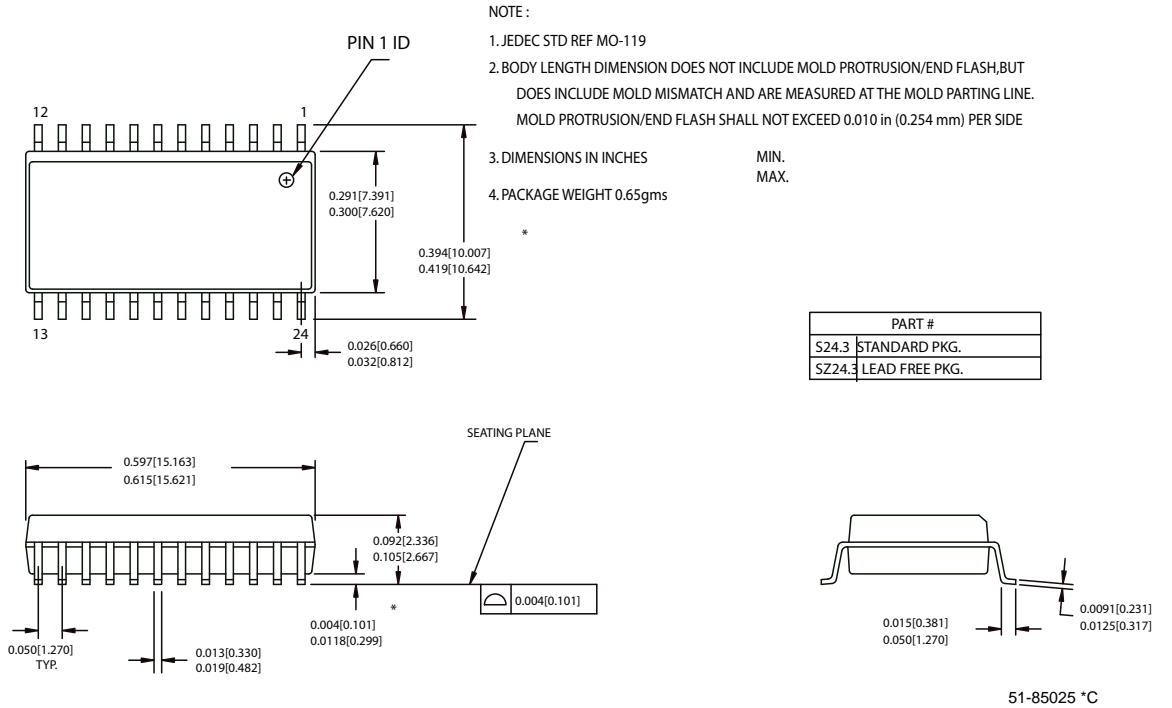 NOTE :
1. JEDEC STD REF MO-119
2. BODY LENGTH DIMENSION DOES NOT INCLUDE MOLD PROTRUSION/END FLASH,BUT
DOES INCLUDE MOLD MISMATCH AND ARE MEASURED AT THE MOLD PARTING LINE.
MOLD PROTRUSION/END FLASH SHALL NOT EXCEED 0.010 in (0.254 mm) PER SIDE
3. DIMENSIONS IN INCHES MIN.
MAX.
4. PACKAGE WEIGHT 0.65gms
*
PIN 1 ID
12 1
0.291[7.391]
0.300[7.620]
0.394[10.007]
0.419[10.642]
13 24
0.026[0.660]
0.032[0.812]
PART #
S24.3 STANDARD PKG.
SZ24.3 LEAD FREE PKG.
SEATING PLANE
0.597[15.163]
0.615[15.621]
0.092[2.336]
0.105[2.667]
*
0.004[0.101]
0.004[0.101]
0.0118[0.299]
0.050[1.270]
TYP.
0.013[0.330]
0.019[0.482]
0.015[0.381]
0.050[1.270]
0.0091[0.231]
0.0125[0.317]
51-85025 *C